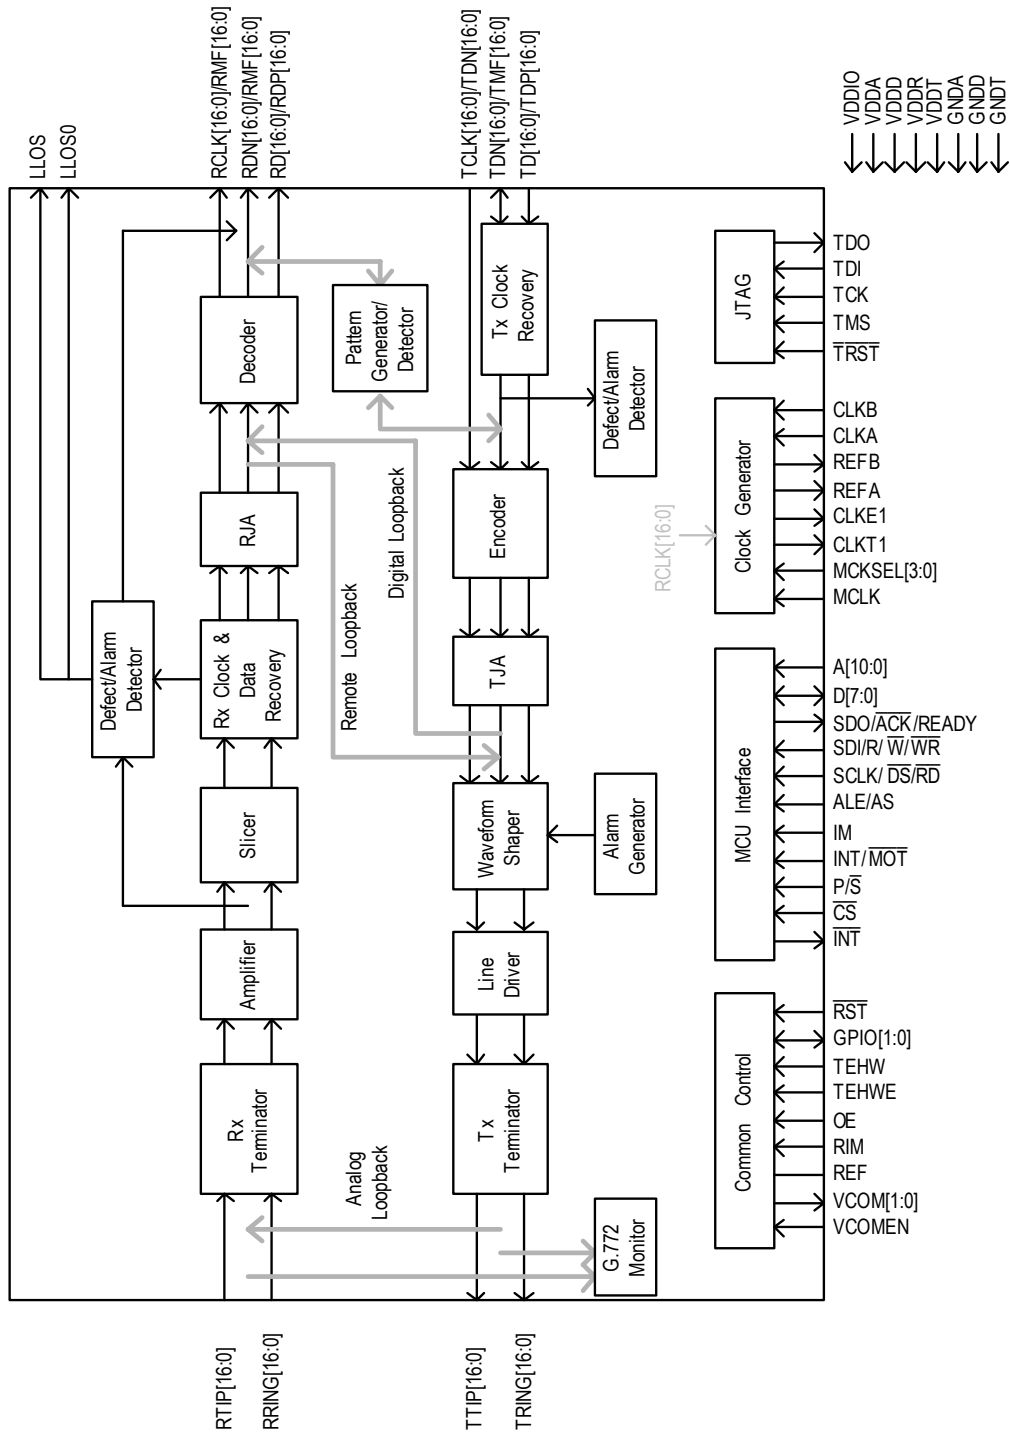 LLOS
LLOS0
RCLK[16:0]/RMF[16:0]
RDN[16:0]/RMF[16:0]
RD[16:0]/RDP[16:0]
TCLK[16:0]/TDN[16:0]
TDN[16:0]/TMF[16:0]
TD[16:0]/TDP[16:0]
VDDIO
VDDA
VDDD
VDDR
VDDT
GNDA
GNDD
GNDT
Decoder
Pattern
Generator/
Detector
Tx Clock
Recovery
Defect/Alarm
Detector
JTAG
TDO
TDI
TCK
TMS
TRST
RJA
Digital Loopback
Encoder
RCLK[16:0]
Clock Generator
CLKB
CLKA
REFB
REFA
CLKE1
CLKT1
MCKSEL[3:0]
MCLK
Defect/Alarm
Detector
Rx Clock &
Data
Recovery
Remote Loopback
TJA
Slicer
Waveform
Shaper
Alarm
Generator
MCU Interface
A[10:0]
D[7:0]
SDO/ACK/READY
SDI/R/ W/WR
SCLK/ DS/RD
ALE/AS
IM
INT/MOT
P/S
CS
INT
Amplifier
Line
Driver
Rx
Terminator
Analog
Loopback
Tx
Terminator
G.772
Monitor
Common Control
RST
GPIO[1:0]
TEHW
TEHWE
OE
RIM
REF
VCOM[1:0]
VCOMEN
RTIP[16:0]
RRING[16:0]
TTIP[16:0]
TRING[16:0]